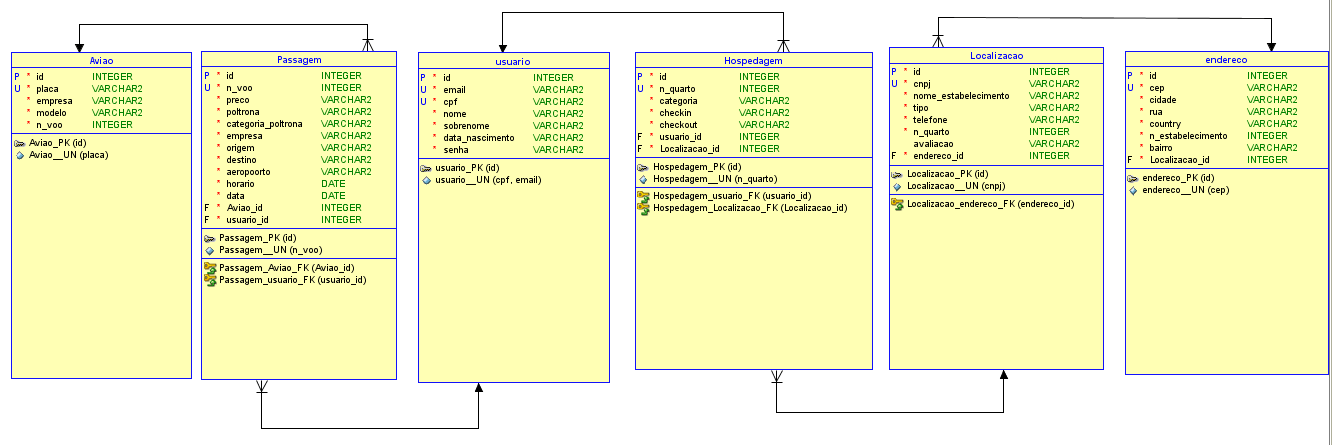 Aviao
P * id INTEGER
U * placa VARCHAR2
* empresa VARCHAR2
* modelo VARCHAR2
* n_voo INTEGER
Aviao_PK (id)
Aviao__UN (placa)
Passagem
P * id INTEGER
U * n_voo INTEGER
* preco VARCHAR2
* poltrona VARCHAR2
* categoria_poltrona VARCHAR2
* empresa VARCHAR2
* origem VARCHAR2
* destino VARCHAR2
* aeropoorto VARCHAR2
* horario DATE
* data DATE
F * Aviao_id INTEGER
F * usuario_id INTEGER
Passagem_PK (id)
Passagem__UN (n_voo)
Passagem_Aviao_FK (Aviao_id)
Passagem_usuario_FK (usuario_id)
usuario
P * id INTEGER
U * email VARCHAR2
U * cpf VARCHAR2
* nome VARCHAR2
* sobrenome VARCHAR2
* data_nascimento VARCHAR2
* senha VARCHAR2
usuario_PK (id)
usuario__UN (cpf, email)
Hospedagem
P * id INTEGER
U * n_quarto INTEGER
* categoria VARCHAR2
* checkin VARCHAR2
* checkout VARCHAR2
F * usuario_id INTEGER
F * Localizacao_id INTEGER
Hospedagem_PK (id)
Hospedagem__UN (n_quarto)
Hospedagem_usuario_FK (usuario_id)
Hospedagem_Localizacao_FK (Localizacao_id)
Localizacao
P * id INTEGER
U * cnpj VARCHAR2
* nome_estabelecimento VARCHAR2
* tipo VARCHAR2
* telefone VARCHAR2
* n_quarto INTEGER
avaliacao VARCHAR2
F * endereco_id INTEGER
Localizacao_PK (id)
Localizacao__UN (cnpj)
Localizacao_endereco_FK (endereco_id)
endereco
P * id INTEGER
U * cep VARCHAR2
* cidade VARCHAR2
* rua VARCHAR2
* country VARCHAR2
* n_estabelecimento INTEGER
* bairro VARCHAR2
F * Localizacao_id INTEGER
endereco_PK (id)
endereco__UN (cep)